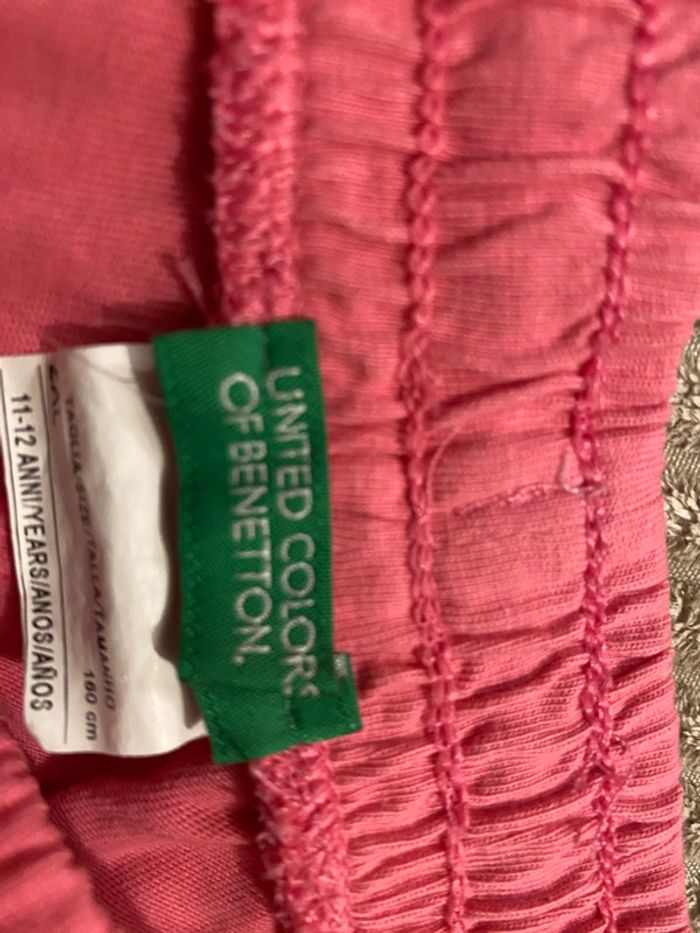 UNITED COLORS
OF BENETTON.
TAGLIA/SIZE/TALLA/TAMANHO
160 cm
11-12 ANNI/YEARS/ANOS/AÑOS